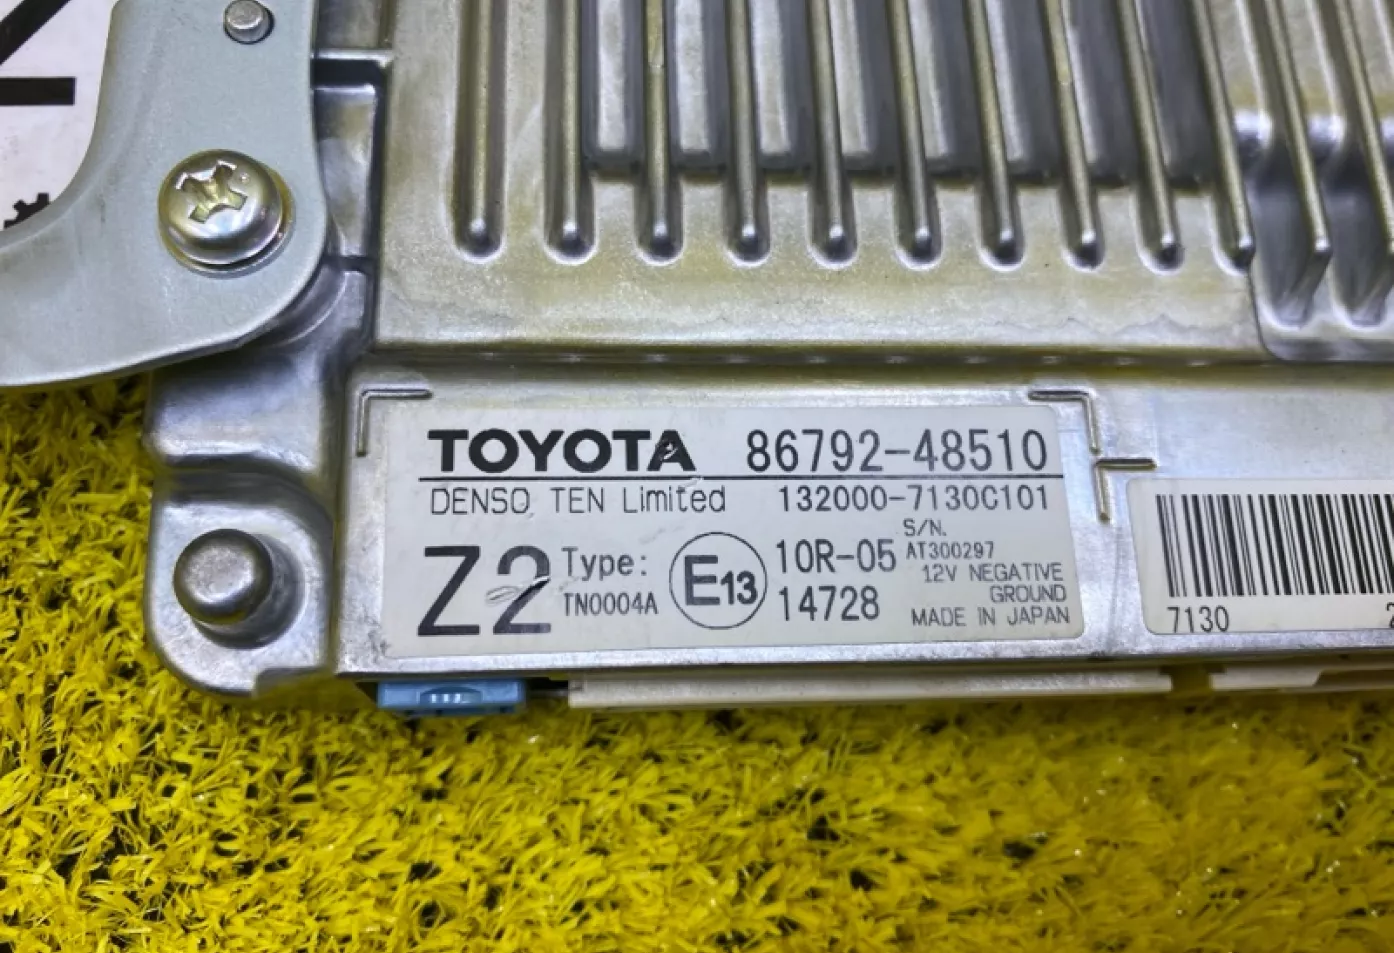 TOYOTA 86792-48510
DENSO TEN Limited 132000-7130C101
Z2 Type: TN0004A
E13
10R-05
14728
S/N.
AT300297
12V NEGATIVE
GROUND
MADE IN JAPAN
7130